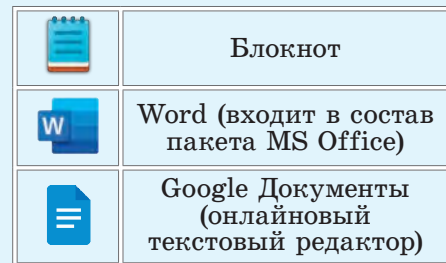 Блокнот
W
Word (входит в состав
пакета MS Office)
Google Документы
(онлайновый
текстовый редактор)